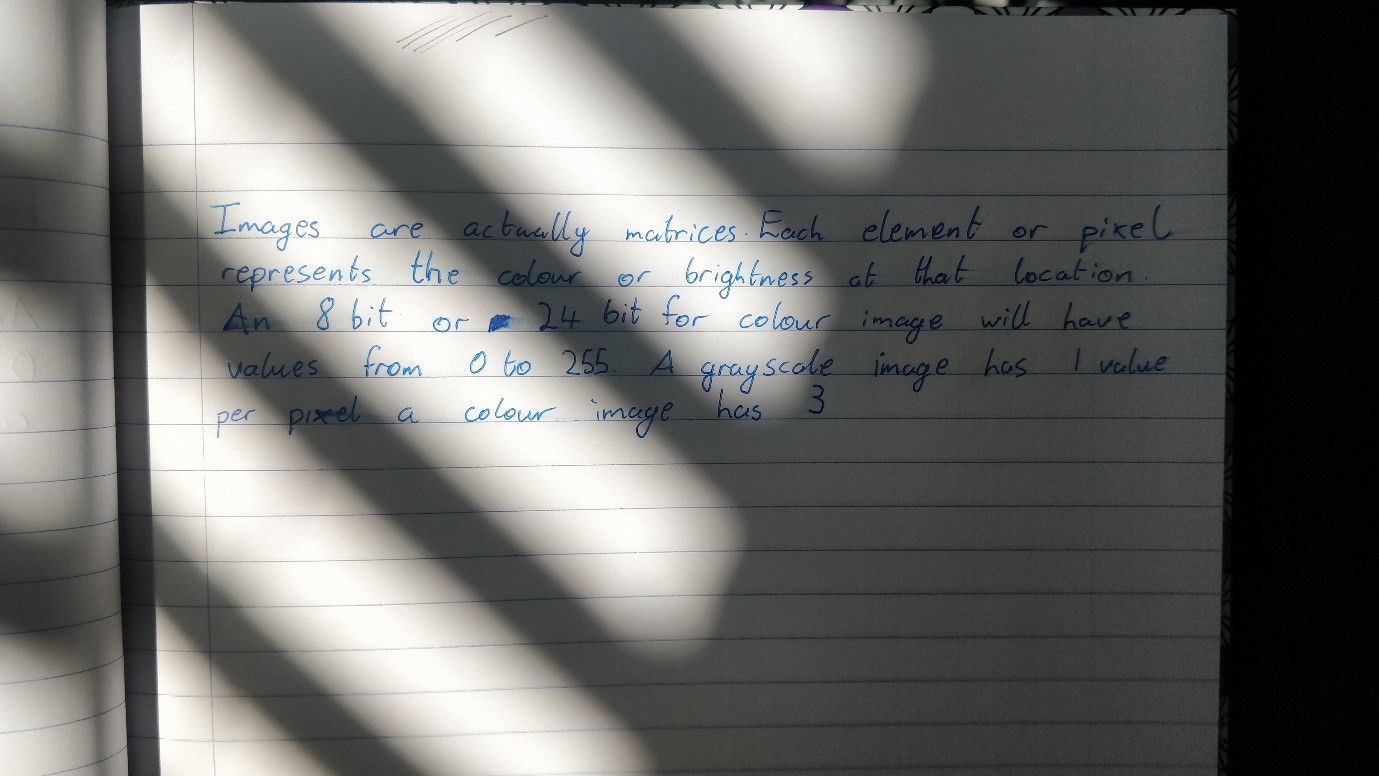 Images are actually matrices. Each element or pixel
represents the colour or brightness at that location.
An 8 bit or 24 bit for colour image will have
values from 0 to 255. A grayscale image has 1 value
per pixel a colour image has 3